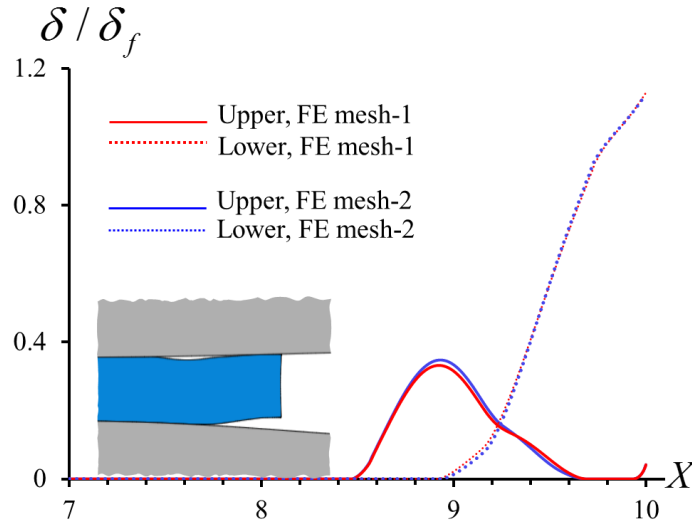 δ / δ_f
1.2
Upper, FE mesh-1
Lower, FE mesh-1
0.8
Upper, FE mesh-2
Lower, FE mesh-2
0.4
0
7 8 9 10 X